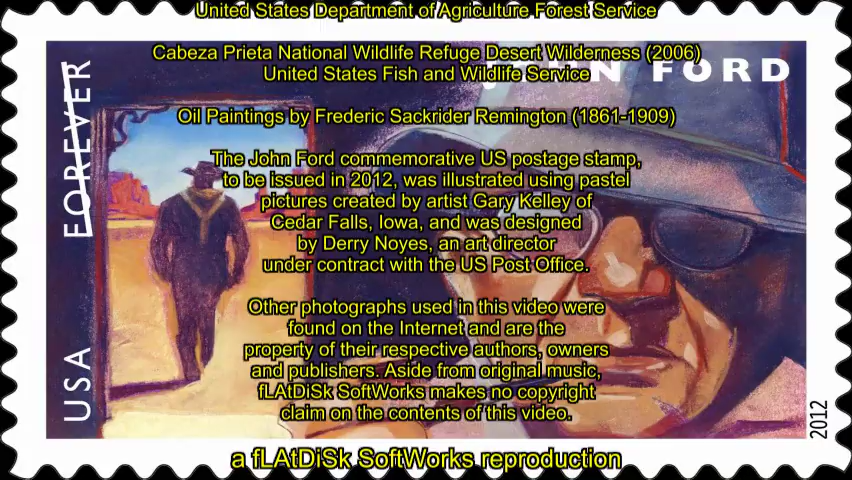 United States Department of Agriculture Forest Service
Cabeza Prieta National Wildlife Refuge Desert Wilderness (2006)
United States Fish and Wildlife Service
JOHN FORD
Oil Paintings by Frederic Sackrider Remington (1861-1909)
The John Ford commemorative US postage stamp,
to be issued in 2012, was illustrated using pastel
pictures created by artist Gary Kelley of
Cedar Falls, Iowa, and was designed
by Derry Noyes, an art director
under contract with the US Post Office.
Other photographs used in this video were
found on the Internet and are the
property of their respective authors, owners
and publishers. Aside from original music,
fLAtDiSk SoftWorks makes no copyright
claim on the contents of this video.
USA FOREVER
2012
a fLAtDiSk SoftWorks reproduction